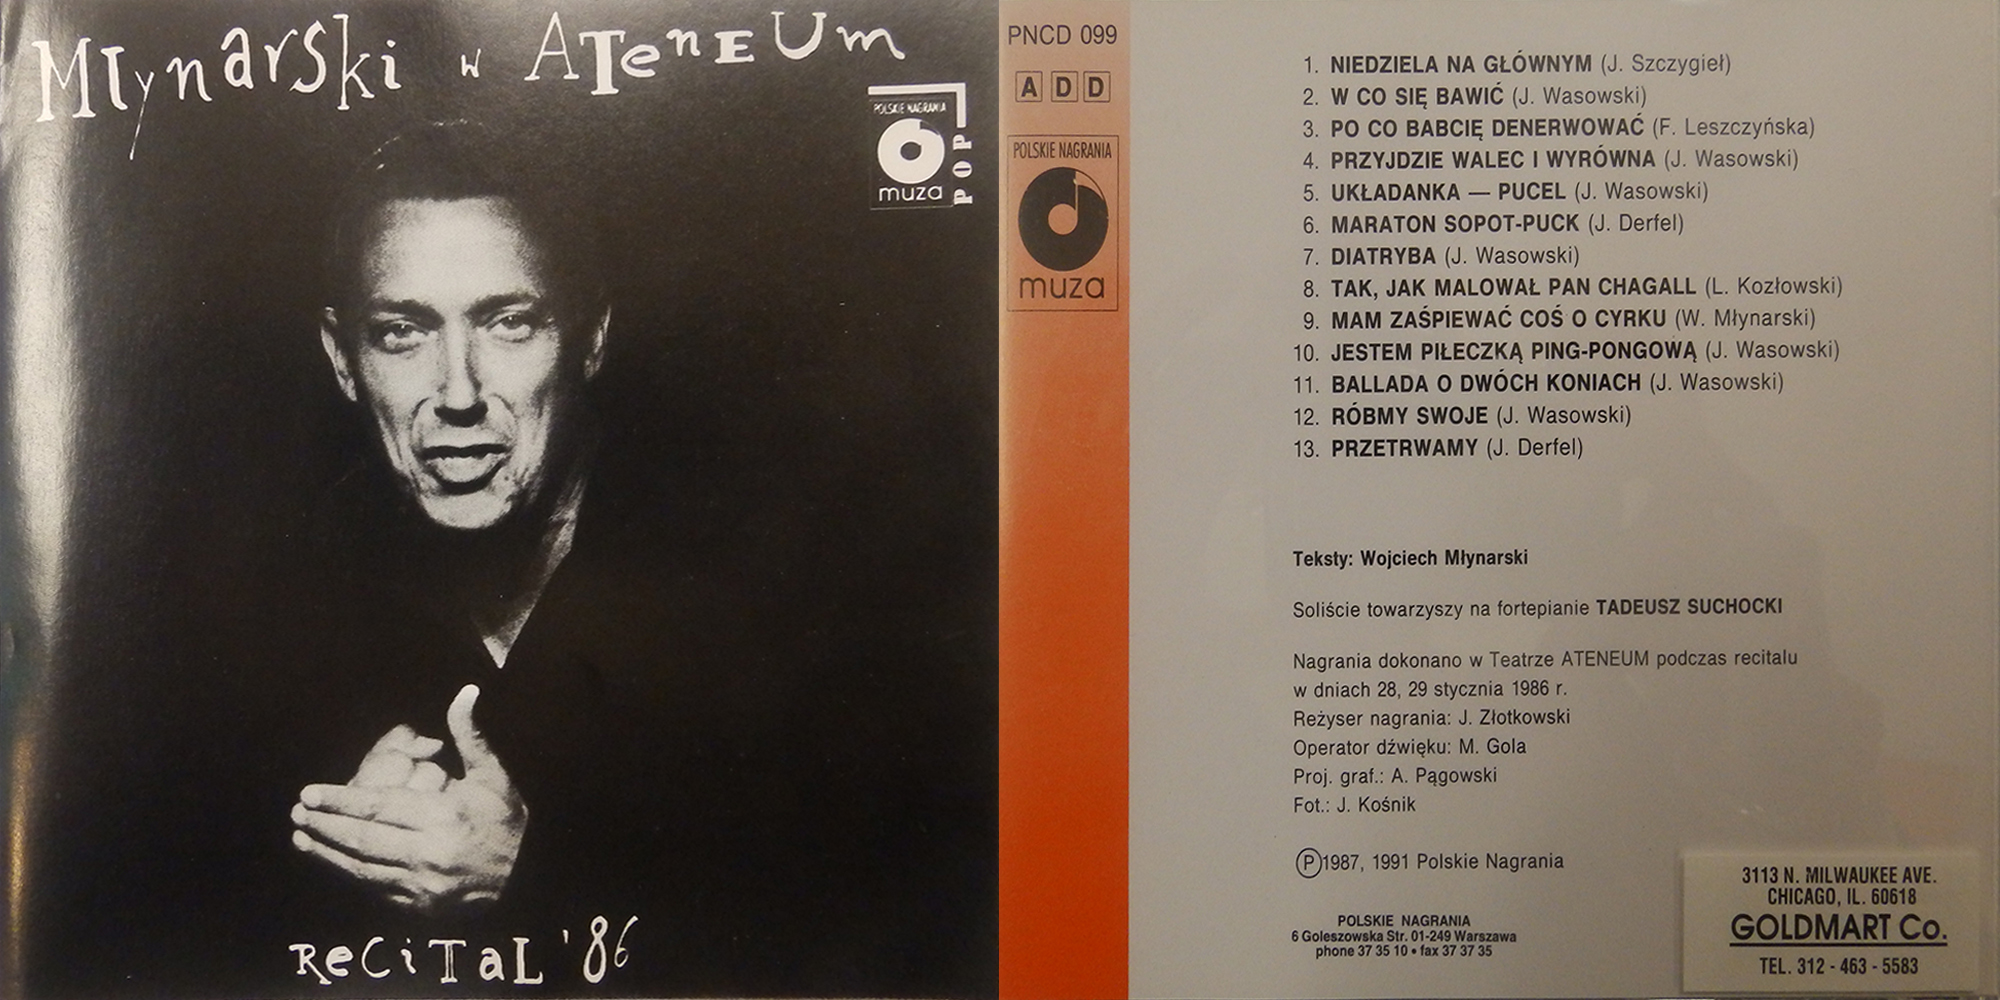 Młynarski w Ateneum
POLSKIE NAGRANIA
muza
POP
Recital '86
PNCD 099
A D D
POLSKIE NAGRANIA
muza
1. NIEDZIELA NA GŁÓWNYM (J. Szczygieł)
2. W CO SIĘ BAWIĆ (J. Wasowski)
3. PO CO BABCIĘ DENERWOWAĆ (F. Leszczyńska)
4. PRZYJDZIE WALEC I WYRÓWNA (J. Wasowski)
5. UKŁADANKA — PUCEL (J. Wasowski)
6. MARATON SOPOT-PUCK (J. Derfel)
7. DIATRYBA (J. Wasowski)
8. TAK, JAK MALOWAŁ PAN CHAGALL (L. Kozłowski)
9. MAM ZAŚPIEWAĆ COŚ O CYRKU (W. Młynarski)
10. JESTEM PIŁECZKĄ PING-PONGOWĄ (J. Wasowski)
11. BALLADA O DWÓCH KONIACH (J. Wasowski)
12. RÓBMY SWOJE (J. Wasowski)
13. PRZETRWAMY (J. Derfel)
Teksty: Wojciech Młynarski
Soliście towarzyszy na fortepianie TADEUSZ SUCHOCKI
Nagrania dokonano w Teatrze ATENEUM podczas recitalu
w dniach 28, 29 stycznia 1986 r.
Reżyser nagrania: J. Złotkowski
Operator dźwięku: M. Gola
Proj. graf.: A. Pągowski
Fot.: J. Kośnik
Ⓟ1987, 1991 Polskie Nagrania
POLSKIE NAGRANIA
6 Goleszowska Str. 01-249 Warszawa
phone 37 35 10 • fax 37 37 35
3113 N. MILWAUKEE AVE.
CHICAGO, IL. 60618
GOLDMART Co.
TEL. 312 - 463 - 5583